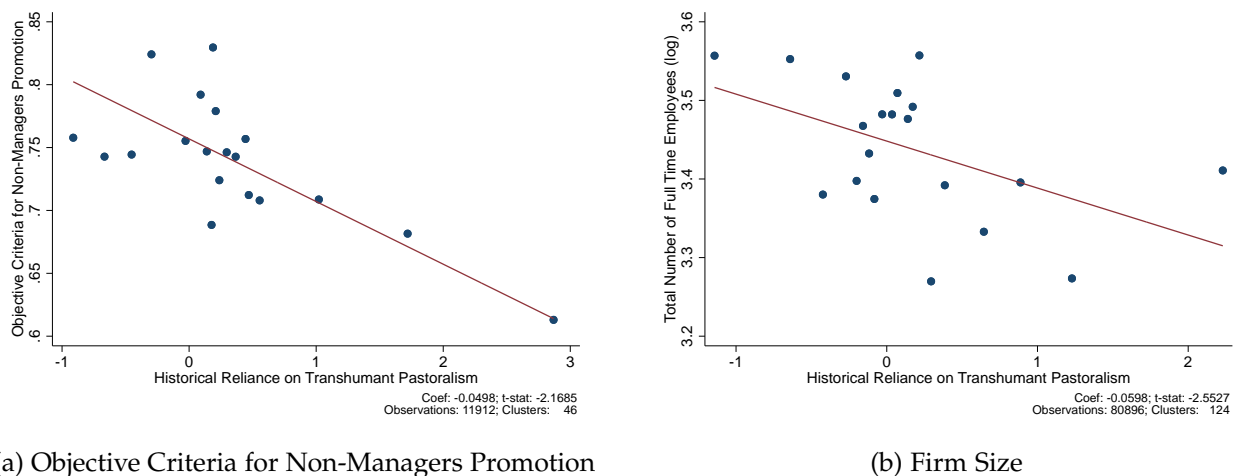 .85
.8
.75
.7
.65
.6
Objective Criteria for Non-Managers Promotion
-1 0 1 2 3
Historical Reliance on Transhumant Pastoralism
Coef: -0.0498; t-stat: -2.1685
Observations: 11912; Clusters: 46
3.6
3.5
3.4
3.3
3.2
Total Number of Full Time Employees (log)
-1 0 1 2
Historical Reliance on Transhumant Pastoralism
Coef: -0.0598; t-stat: -2.5527
Observations: 80896; Clusters: 124
(a) Objective Criteria for Non-Managers Promotion
(b) Firm Size